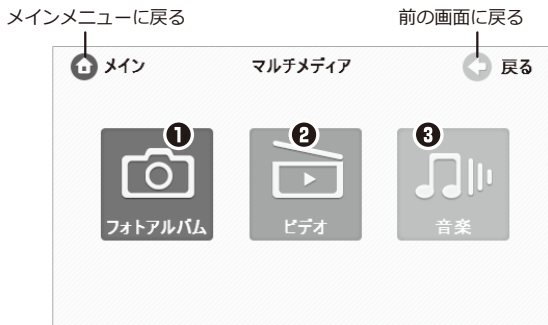 メインメニューに戻る 前の画面に戻る
メイン マルチメディア 戻る
1 2 3
フォトアルバム ビデオ 音楽